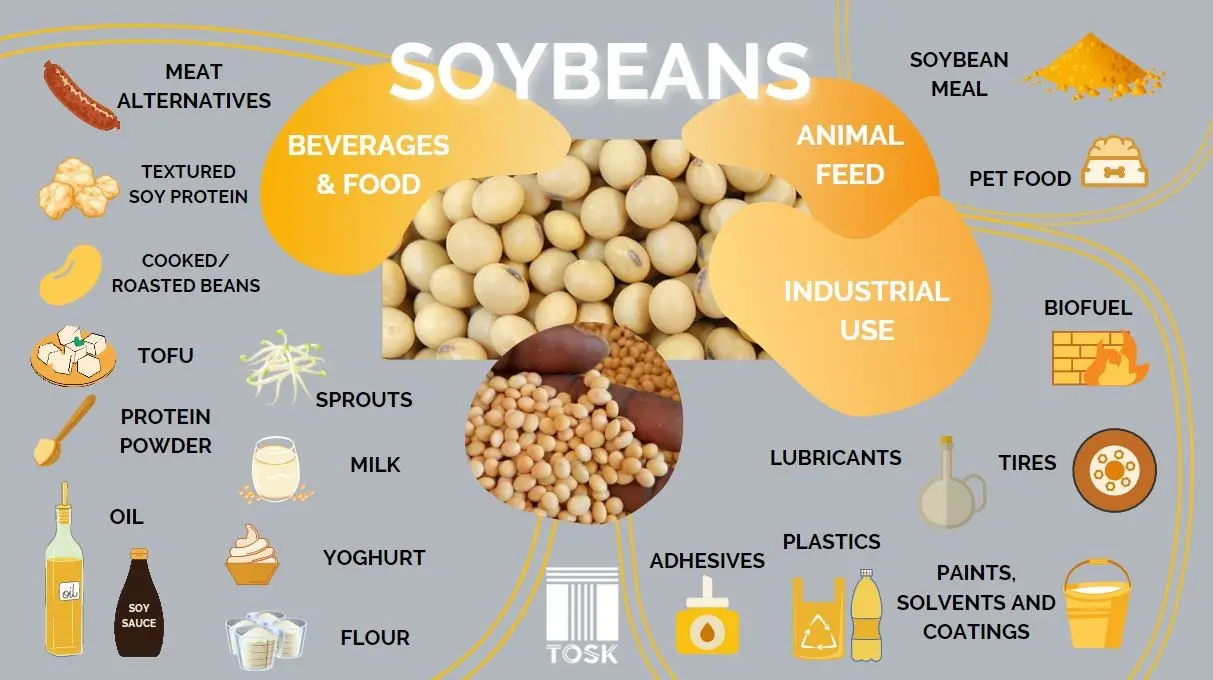 SOYBEANS
BEVERAGES
& FOOD
MEAT
ALTERNATIVES
TEXTURED
SOY PROTEIN
COOKED/
ROASTED BEANS
TOFU
SPROUTS
PROTEIN
POWDER
MILK
OIL
oil
SOY
SAUCE
YOGHURT
FLOUR
ANIMAL
FEED
SOYBEAN
MEAL
PET FOOD
INDUSTRIAL
USE
BIOFUEL
LUBRICANTS
TIRES
ADHESIVES
PLASTICS
PAINTS,
SOLVENTS AND
COATINGS
TOSK